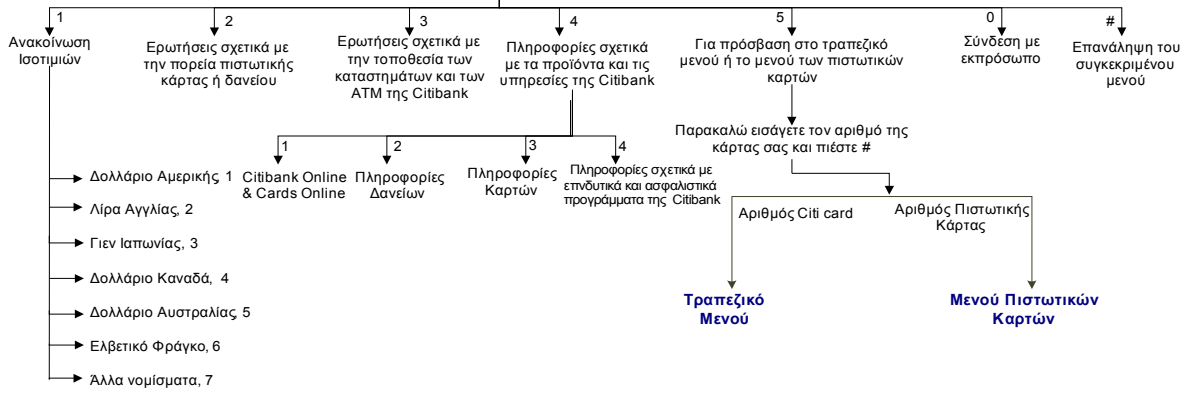 1
2
3
4
5
0
#
Ανακοίνωση
Ισοτιμιών
Ερωτήσεις σχετικά με
την πορεία πιστωτικής
κάρτας ή δανείου
Ερωτήσεις σχετικά με
την τοποθεσία των
καταστημάτων και των
ATM της Citibank
Πληροφορίες σχετικά
με τα προϊόντα και τις
υπηρεσίες της Citibank
Για πρόσβαση στο τραπεζικό
μενού ή το μενού των πιστωτικών
καρτών
Σύνδεση με
εκπρόσωπο
Επανάληψη του
συγκεκριμένου
μενού
Παρακαλώ εισάγετε τον αριθμό της
κάρτας σας και πιέστε #
1
2
3
4
Citibank Online
& Cards Online
Πληροφορίες
Δανείων
Πληροφορίες
Καρτών
Πληροφορίες σχετικά με
επνδυτικά και ασφαλιστικά
προγράμματα της Citibank
Δολλάριο Αμερικής, 1
Λίρα Αγγλίας, 2
Γιεν Ιαπωνίας, 3
Δολλάριο Καναδά, 4
Δολλάριο Αυστραλίας, 5
Ελβετικό Φράγκο, 6
Άλλα νομίσματα, 7
Αριθμός Citi card
Αριθμός Πιστωτικής
Κάρτας
Τραπεζικό
Μενού
Μενού Πιστωτικών
Καρτών